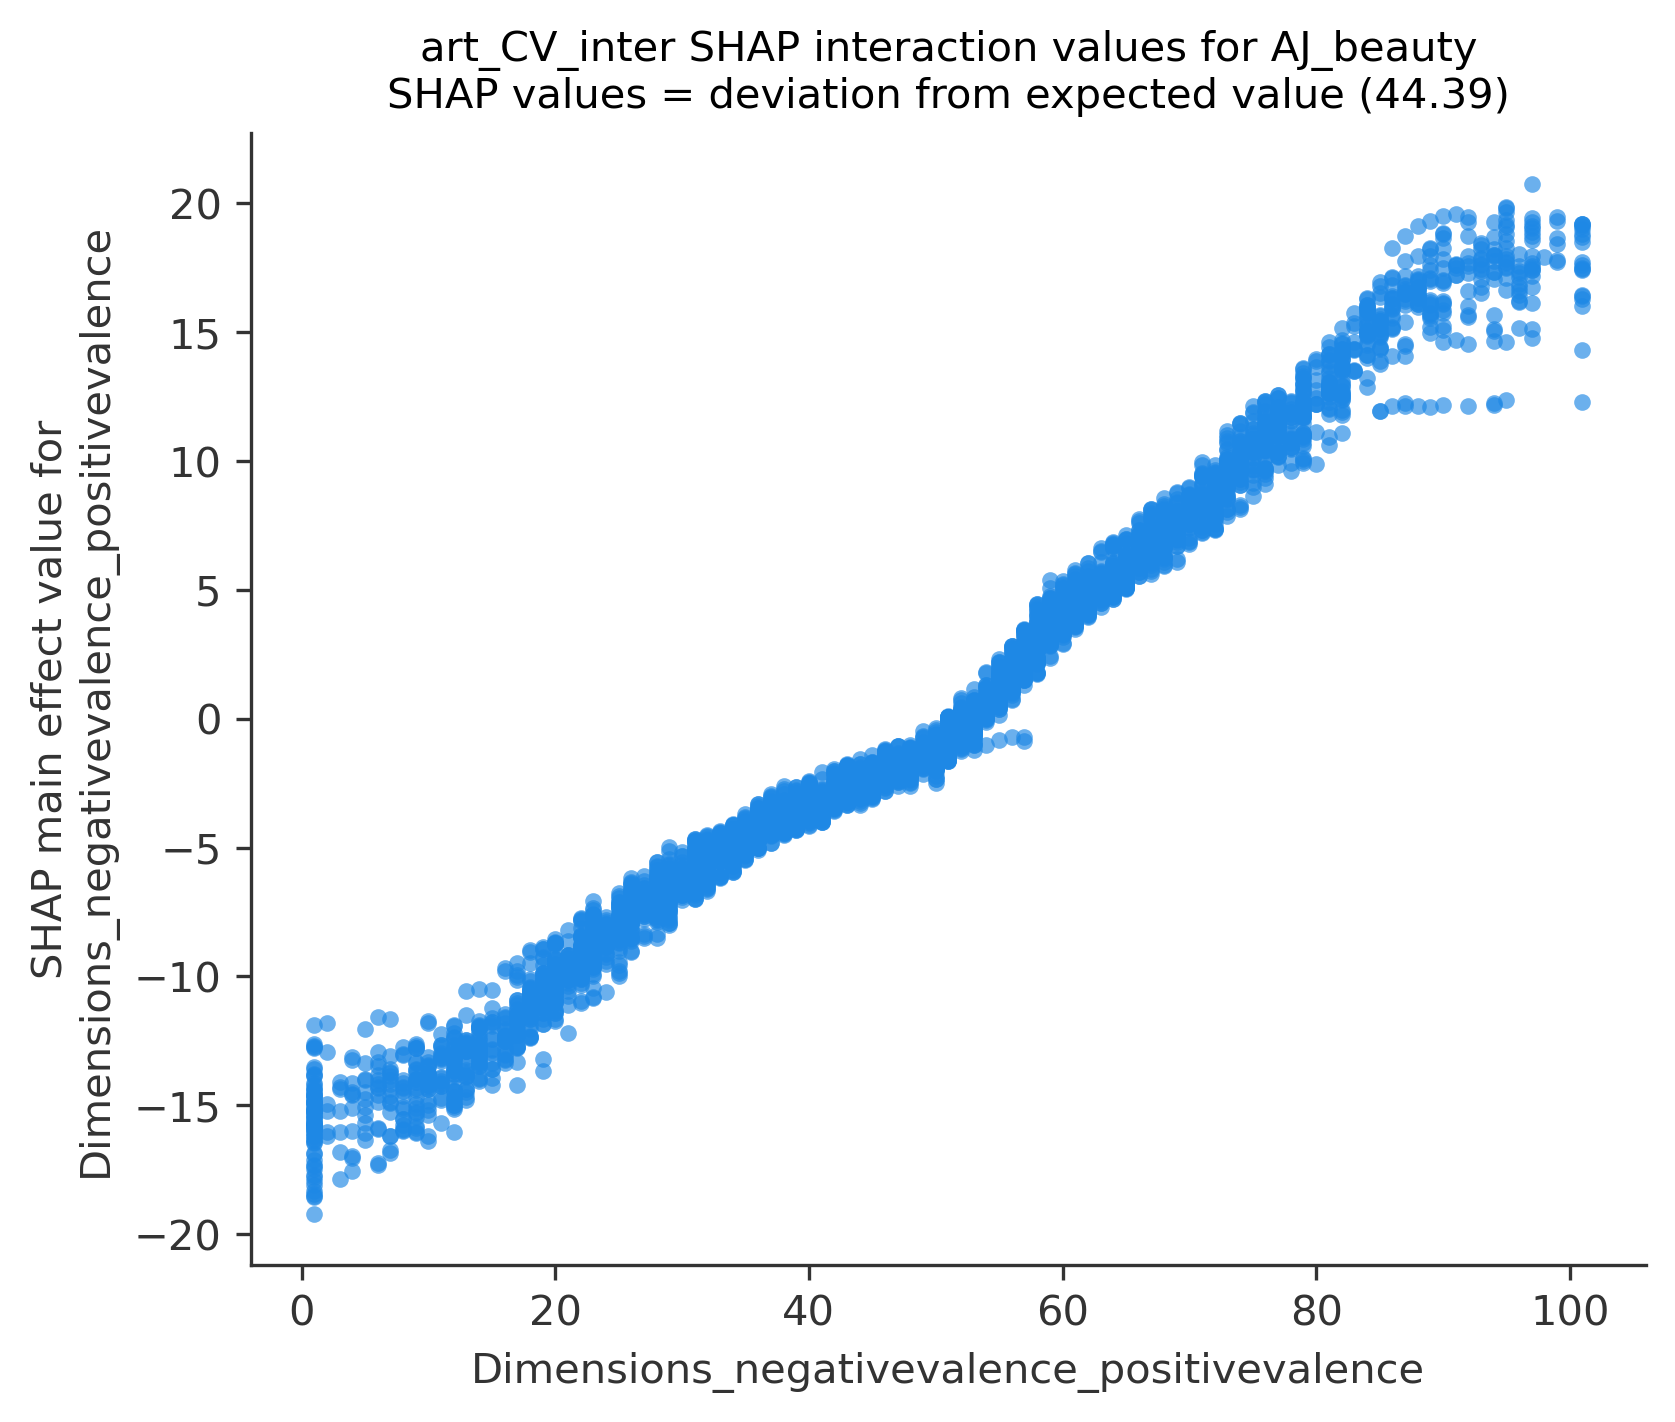 art_CV_inter SHAP interaction values for AJ_beauty
SHAP values = deviation from expected value (44.39)
SHAP main effect value for
Dimensions_negativevalence_positivevalence
20
15
10
5
0
−5
−10
−15
−20
0 20 40 60 80 100
Dimensions_negativevalence_positivevalence